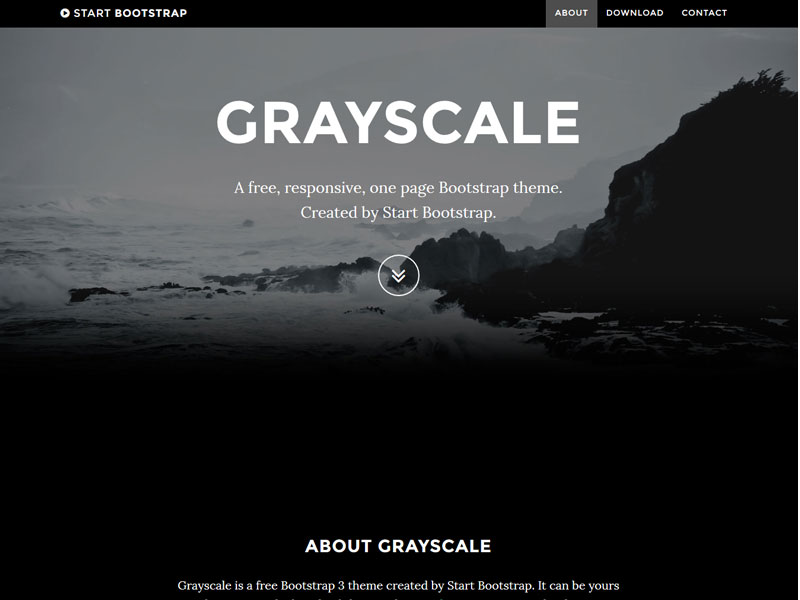 START BOOTSTRAP
ABOUT DOWNLOAD CONTACT
GRAYSCALE
A free, responsive, one page Bootstrap theme.
Created by Start Bootstrap.
ABOUT GRAYSCALE
Grayscale is a free Bootstrap 3 theme created by Start Bootstrap. It can be yours